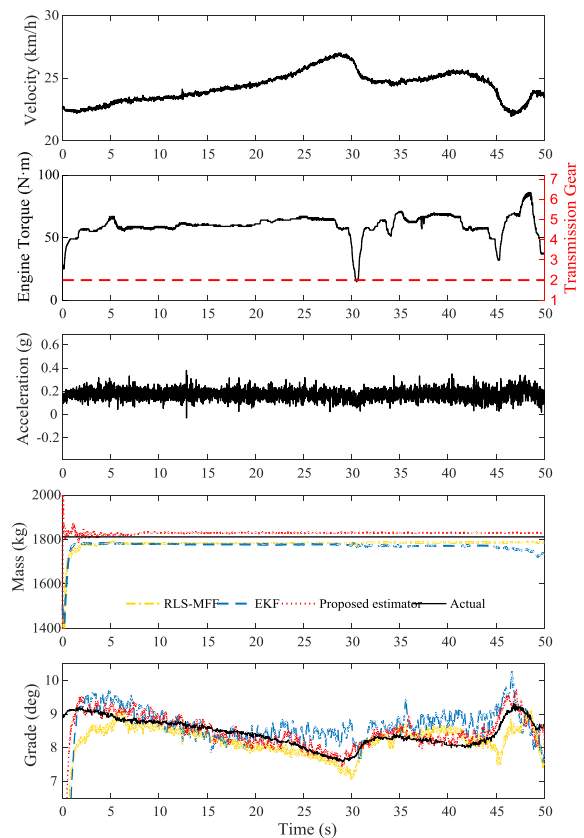 30
25
20
Velocity (km/h)
0 5 10 15 20 25 30 35 40 45 50
100
50
0
Engine Torque (N·m)
7
6
5
4
3
2
1
Transmission Gear
0 5 10 15 20 25 30 35 40 45 50
0.6
0.4
0.2
0
-0.2
Acceleration (g)
0 5 10 15 20 25 30 35 40 45 50
2000
1800
1600
1400
Mass (kg)
RLS-MFF EKF Proposed estimator Actual
0 5 10 15 20 25 30 35 40 45 50
10
9
8
7
Grade (deg)
0 5 10 15 20 25 30 35 40 45 50
Time (s)